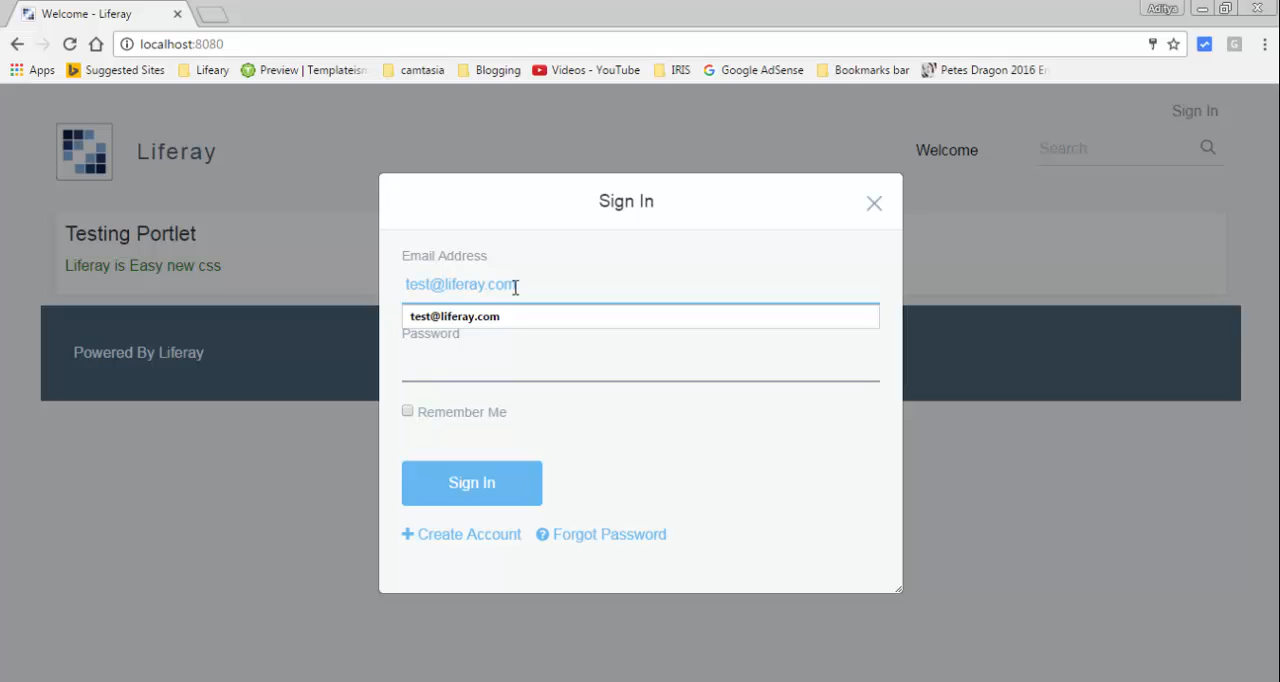 Welcome - Liferay
Aditya
localhost:8080
Apps
Suggested Sites
Lifeary
Preview | Templateism
camtasia
Blogging
Videos - YouTube
IRIS
Google AdSense
Bookmarks bar
Petes Dragon 2016 En
Sign In
Liferay
Welcome
Search
Sign In
Testing Portlet
Liferay is Easy new css
Email Address
test@liferay.com
test@liferay.com
Password
Powered By Liferay
Remember Me
Sign In
Create Account
Forgot Password